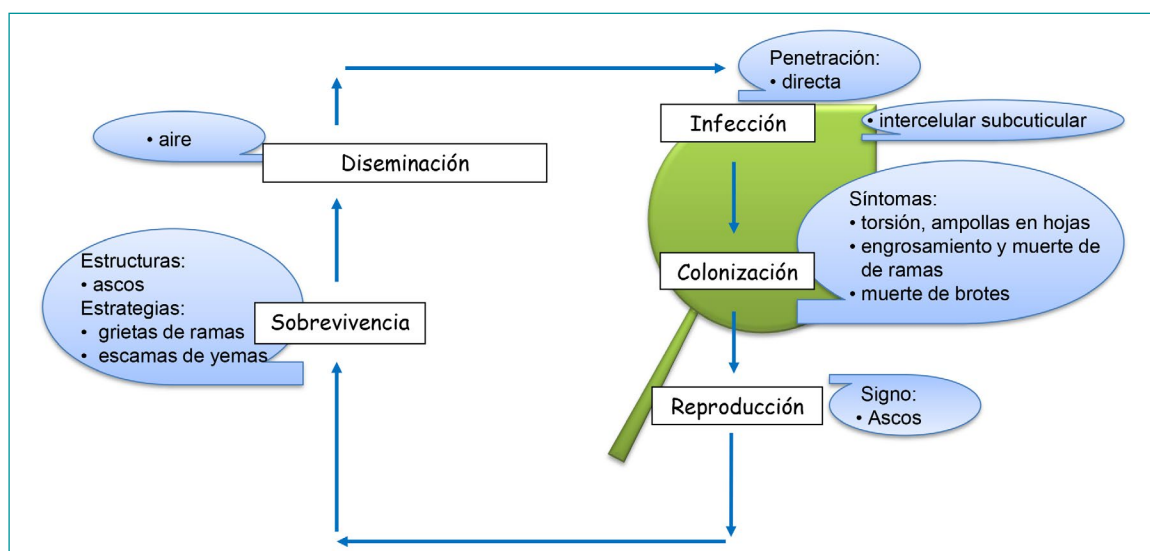 Penetración:
• directa
Infección
• intercelular subcuticular
• aire
Diseminación
Síntomas:
• torsión, ampollas en hojas
• engrosamiento y muerte de
de ramas
• muerte de brotes
Colonización
Estructuras:
• ascos
Estrategias:
• grietas de ramas
• escamas de yemas
Sobrevivencia
Reproducción
Signo:
• Ascos